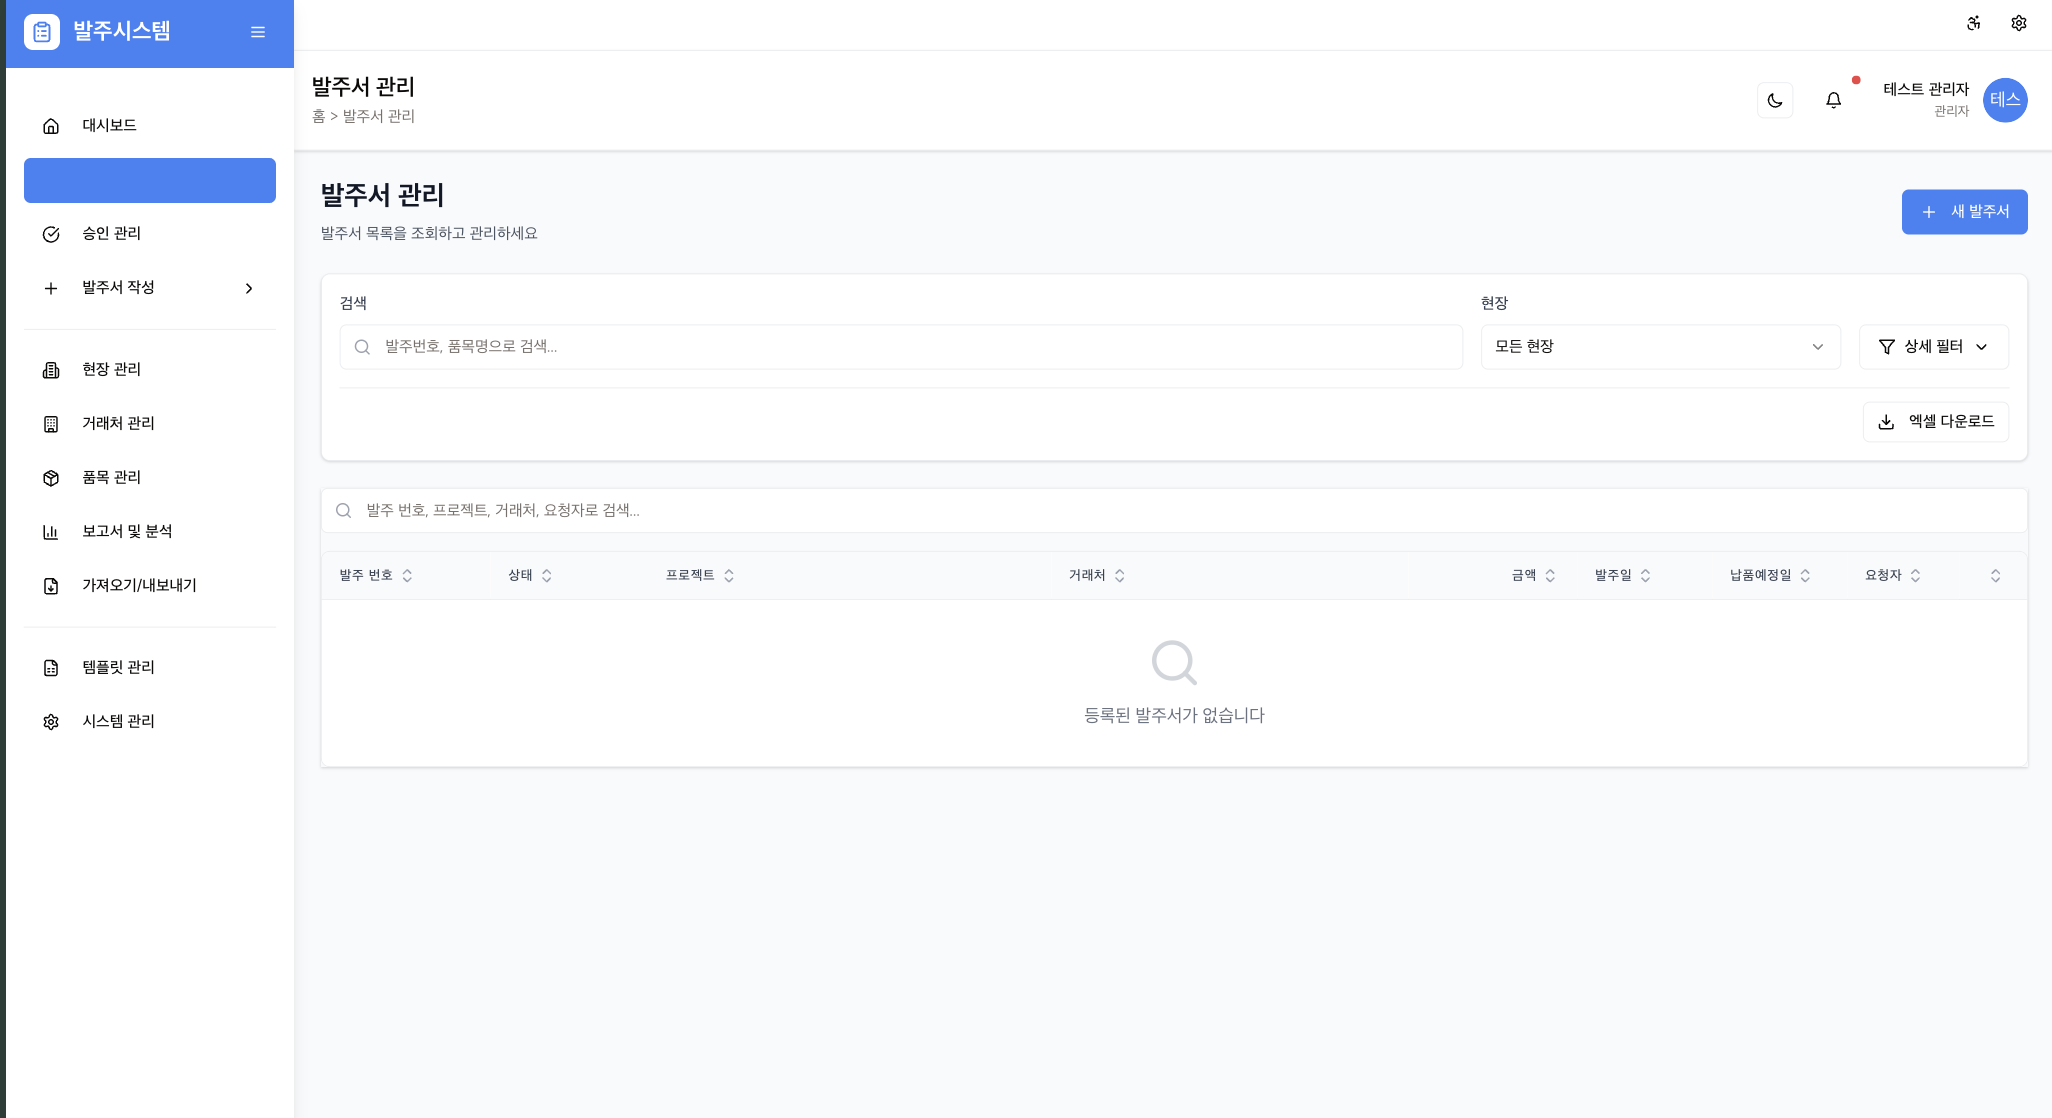 발주시스템
대시보드
승인 관리
발주서 작성
현장 관리
거래처 관리
품목 관리
보고서 및 분석
가져오기/내보내기
템플릿 관리
시스템 관리
발주서 관리
홈 > 발주서 관리
테스트 관리자
관리자
테스
발주서 관리
발주서 목록을 조회하고 관리하세요
새 발주서
검색
현장
발주번호, 품목명으로 검색...
모든 현장
상세 필터
엑셀 다운로드
발주 번호, 프로젝트, 거래처, 요청자로 검색...
발주 번호 상태 프로젝트 거래처 금액 발주일 납품예정일 요청자
등록된 발주서가 없습니다